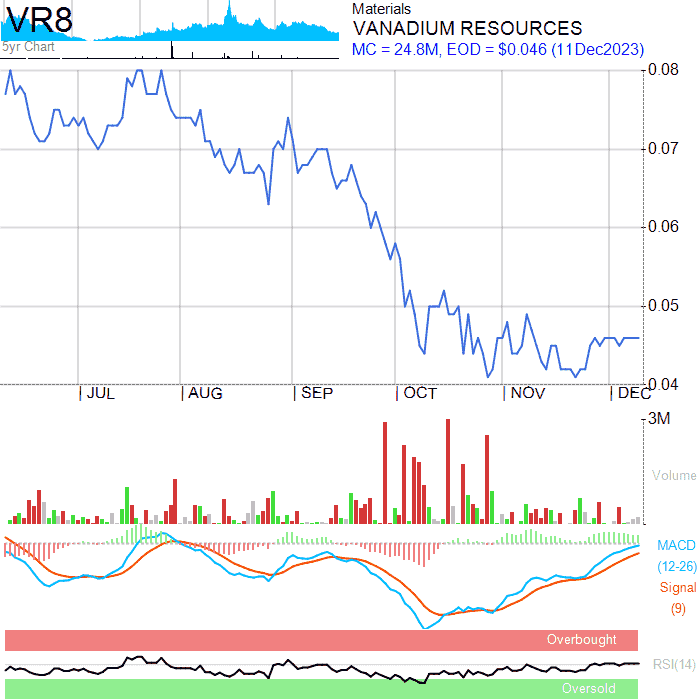 VR8
5yr Chart
Materials
VANADIUM RESOURCES
MC = 24.8M, EOD = $0.046 (11Dec2023)
0.08
0.07
0.06
0.05
0.04
JUL AUG SEP OCT NOV DEC
3M
Volume
MACD
(12-26)
Signal
(9)
Overbought
RSI(14)
Oversold